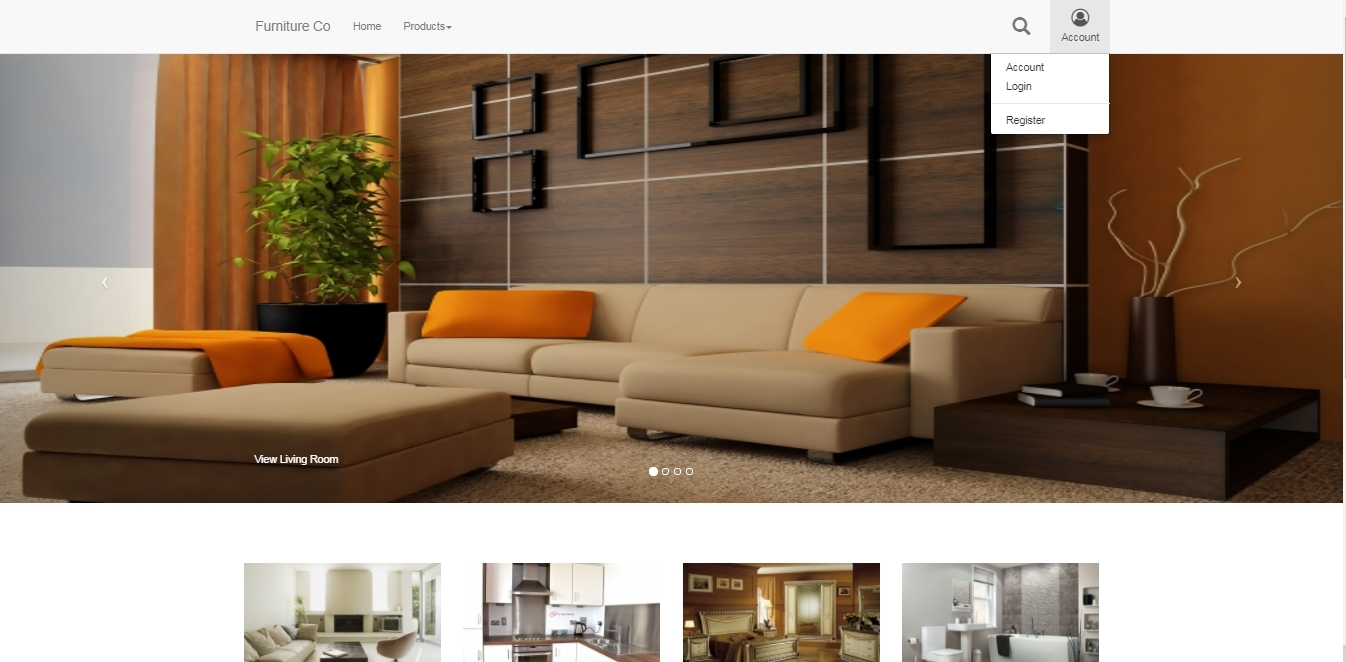 Furniture Co
Home
Products
Account
Account
Login
Register
View Living Room